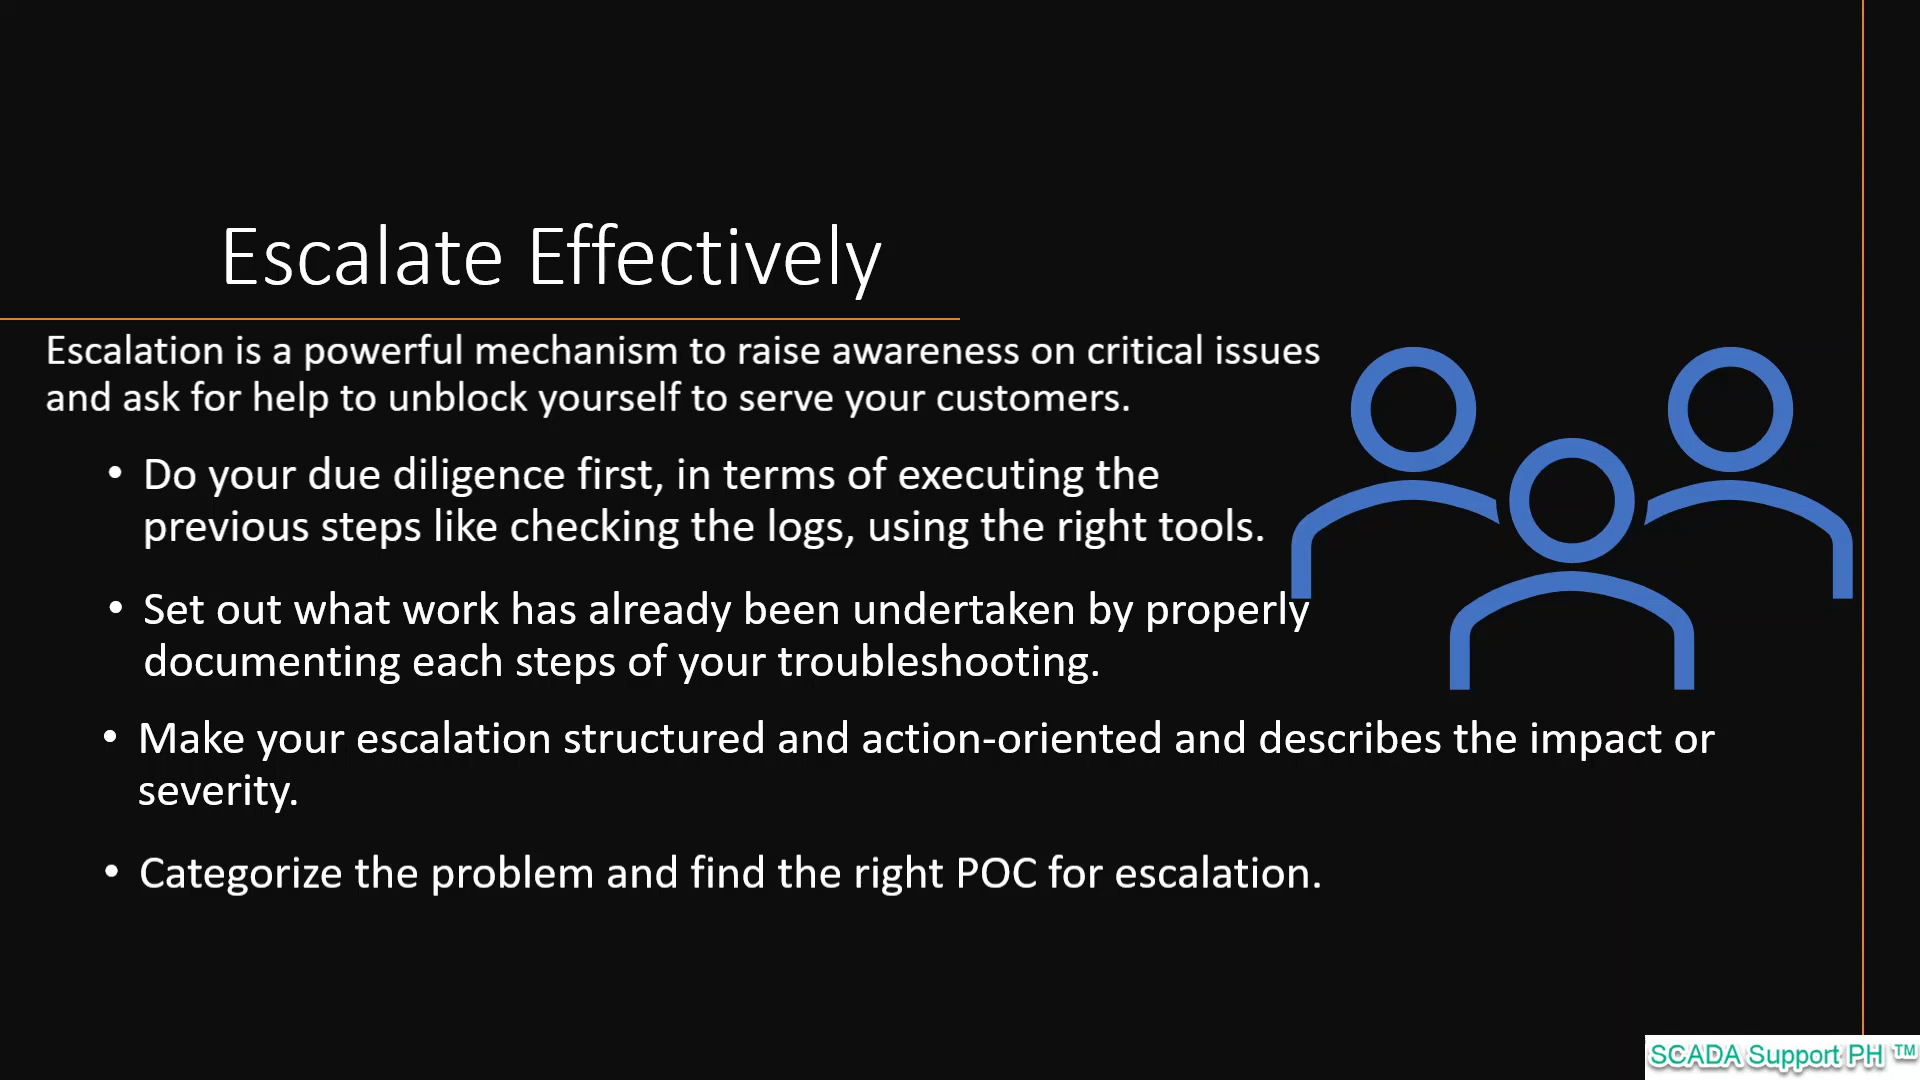 Escalate Effectively
Escalation is a powerful mechanism to raise awareness on critical issues
and ask for help to unblock yourself to serve your customers.
• Do your due diligence first, in terms of executing the
previous steps like checking the logs, using the right tools.
• Set out what work has already been undertaken by properly
documenting each steps of your troubleshooting.
• Make your escalation structured and action-oriented and describes the impact or
severity.
• Categorize the problem and find the right POC for escalation.
SCADA Support PH ™